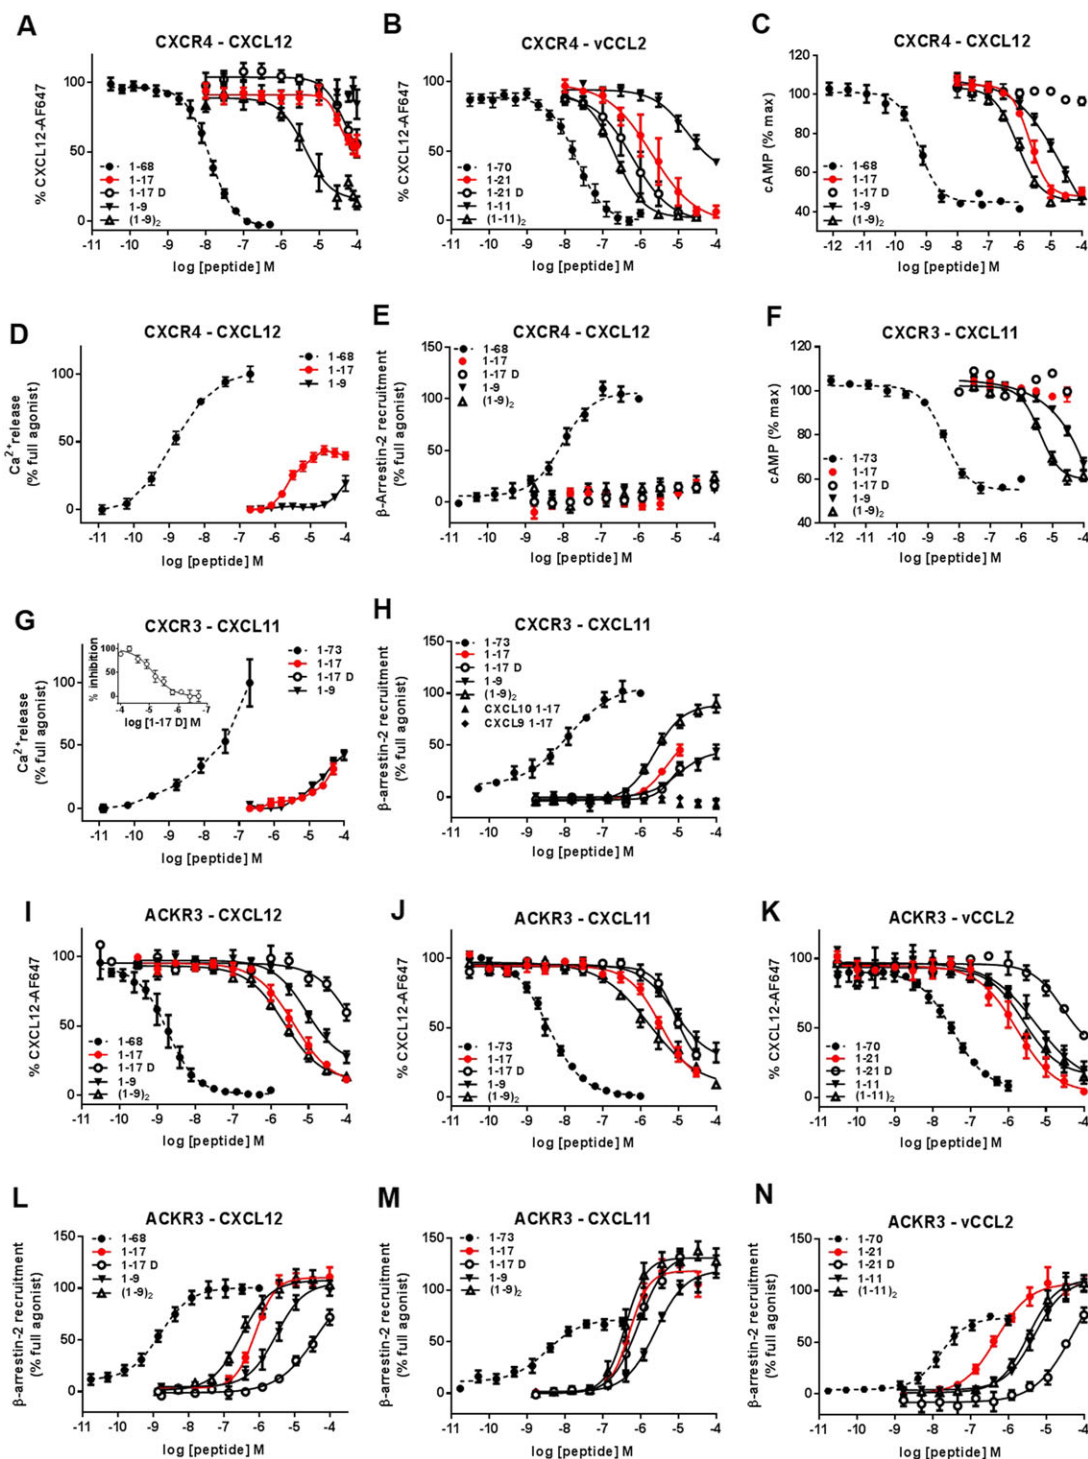 A
CXCR4 - CXCL12
% CXCL12-AF647
100
50
0
1-68
1-17
1-17 D
1-9
(1-9)₂
-11 -10 -9 -8 -7 -6 -5 -4
log [peptide] M
B
CXCR4 - vCCL2
% CXCL12-AF647
100
50
0
1-70
1-21
1-21 D
1-11
(1-11)₂
-11 -10 -9 -8 -7 -6 -5 -4
log [peptide] M
C
CXCR4 - CXCL12
cAMP (% max)
120
100
80
60
40
1-68
1-17
1-17 D
1-9
(1-9)₂
-12 -11 -10 -9 -8 -7 -6 -5 -4
log [peptide] M
D
CXCR4 - CXCL12
Ca²⁺release
(% full agonist)
100
50
0
1-68
1-17
1-9
-11 -10 -9 -8 -7 -6 -5 -4
log [peptide] M
E
CXCR4 - CXCL12
β-Arrestin-2 recruitment
(% full agonist)
150
100
50
0
1-68
1-17
1-17 D
1-9
(1-9)₂
-11 -10 -9 -8 -7 -6 -5 -4
log [peptide] M
F
CXCR3 - CXCL11
cAMP (% max)
120
100
80
60
40
1-73
1-17
1-17 D
1-9
(1-9)₂
-12 -11 -10 -9 -8 -7 -6 -5 -4
log [peptide] M
G
CXCR3 - CXCL11
Ca²⁺release
(% full agonist)
100
50
0
% inhibition
100
50
0
-4 -5 -6 -7
log [1-17 D] M
1-73
1-17
1-17 D
1-9
-11 -10 -9 -8 -7 -6 -5 -4
log [peptide] M
H
CXCR3 - CXCL11
β-arrestin-2 recruitment
(% full agonist)
150
100
50
0
1-73
1-17
1-17 D
1-9
(1-9)₂
CXCL10 1-17
CXCL9 1-17
-11 -10 -9 -8 -7 -6 -5 -4
log [peptide] M
I
ACKR3 - CXCL12
% CXCL12-AF647
100
50
0
1-68
1-17
1-17 D
1-9
(1-9)₂
-11 -10 -9 -8 -7 -6 -5 -4
log [peptide] M
J
ACKR3 - CXCL11
% CXCL12-AF647
100
50
0
1-73
1-17
1-17 D
1-9
(1-9)₂
-11 -10 -9 -8 -7 -6 -5 -4
log [peptide] M
K
ACKR3 - vCCL2
% CXCL12-AF647
100
50
0
1-70
1-21
1-21 D
1-11
(1-11)₂
-11 -10 -9 -8 -7 -6 -5 -4
log [peptide] M
L
ACKR3 - CXCL12
β-arrestin-2 recruitment
(% full agonist)
150
100
50
0
1-68
1-17
1-17 D
1-9
(1-9)₂
-11 -10 -9 -8 -7 -6 -5 -4
log [peptide] M
M
ACKR3 - CXCL11
β-arrestin-2 recruitment
(% full agonist)
150
100
50
0
1-73
1-17
1-17 D
1-9
(1-9)₂
-11 -10 -9 -8 -7 -6 -5 -4
log [peptide] M
N
ACKR3 - vCCL2
β-arrestin-2 recruitment
(% full agonist)
150
100
50
0
1-70
1-21
1-21 D
1-11
(1-11)₂
-11 -10 -9 -8 -7 -6 -5 -4
log [peptide] M